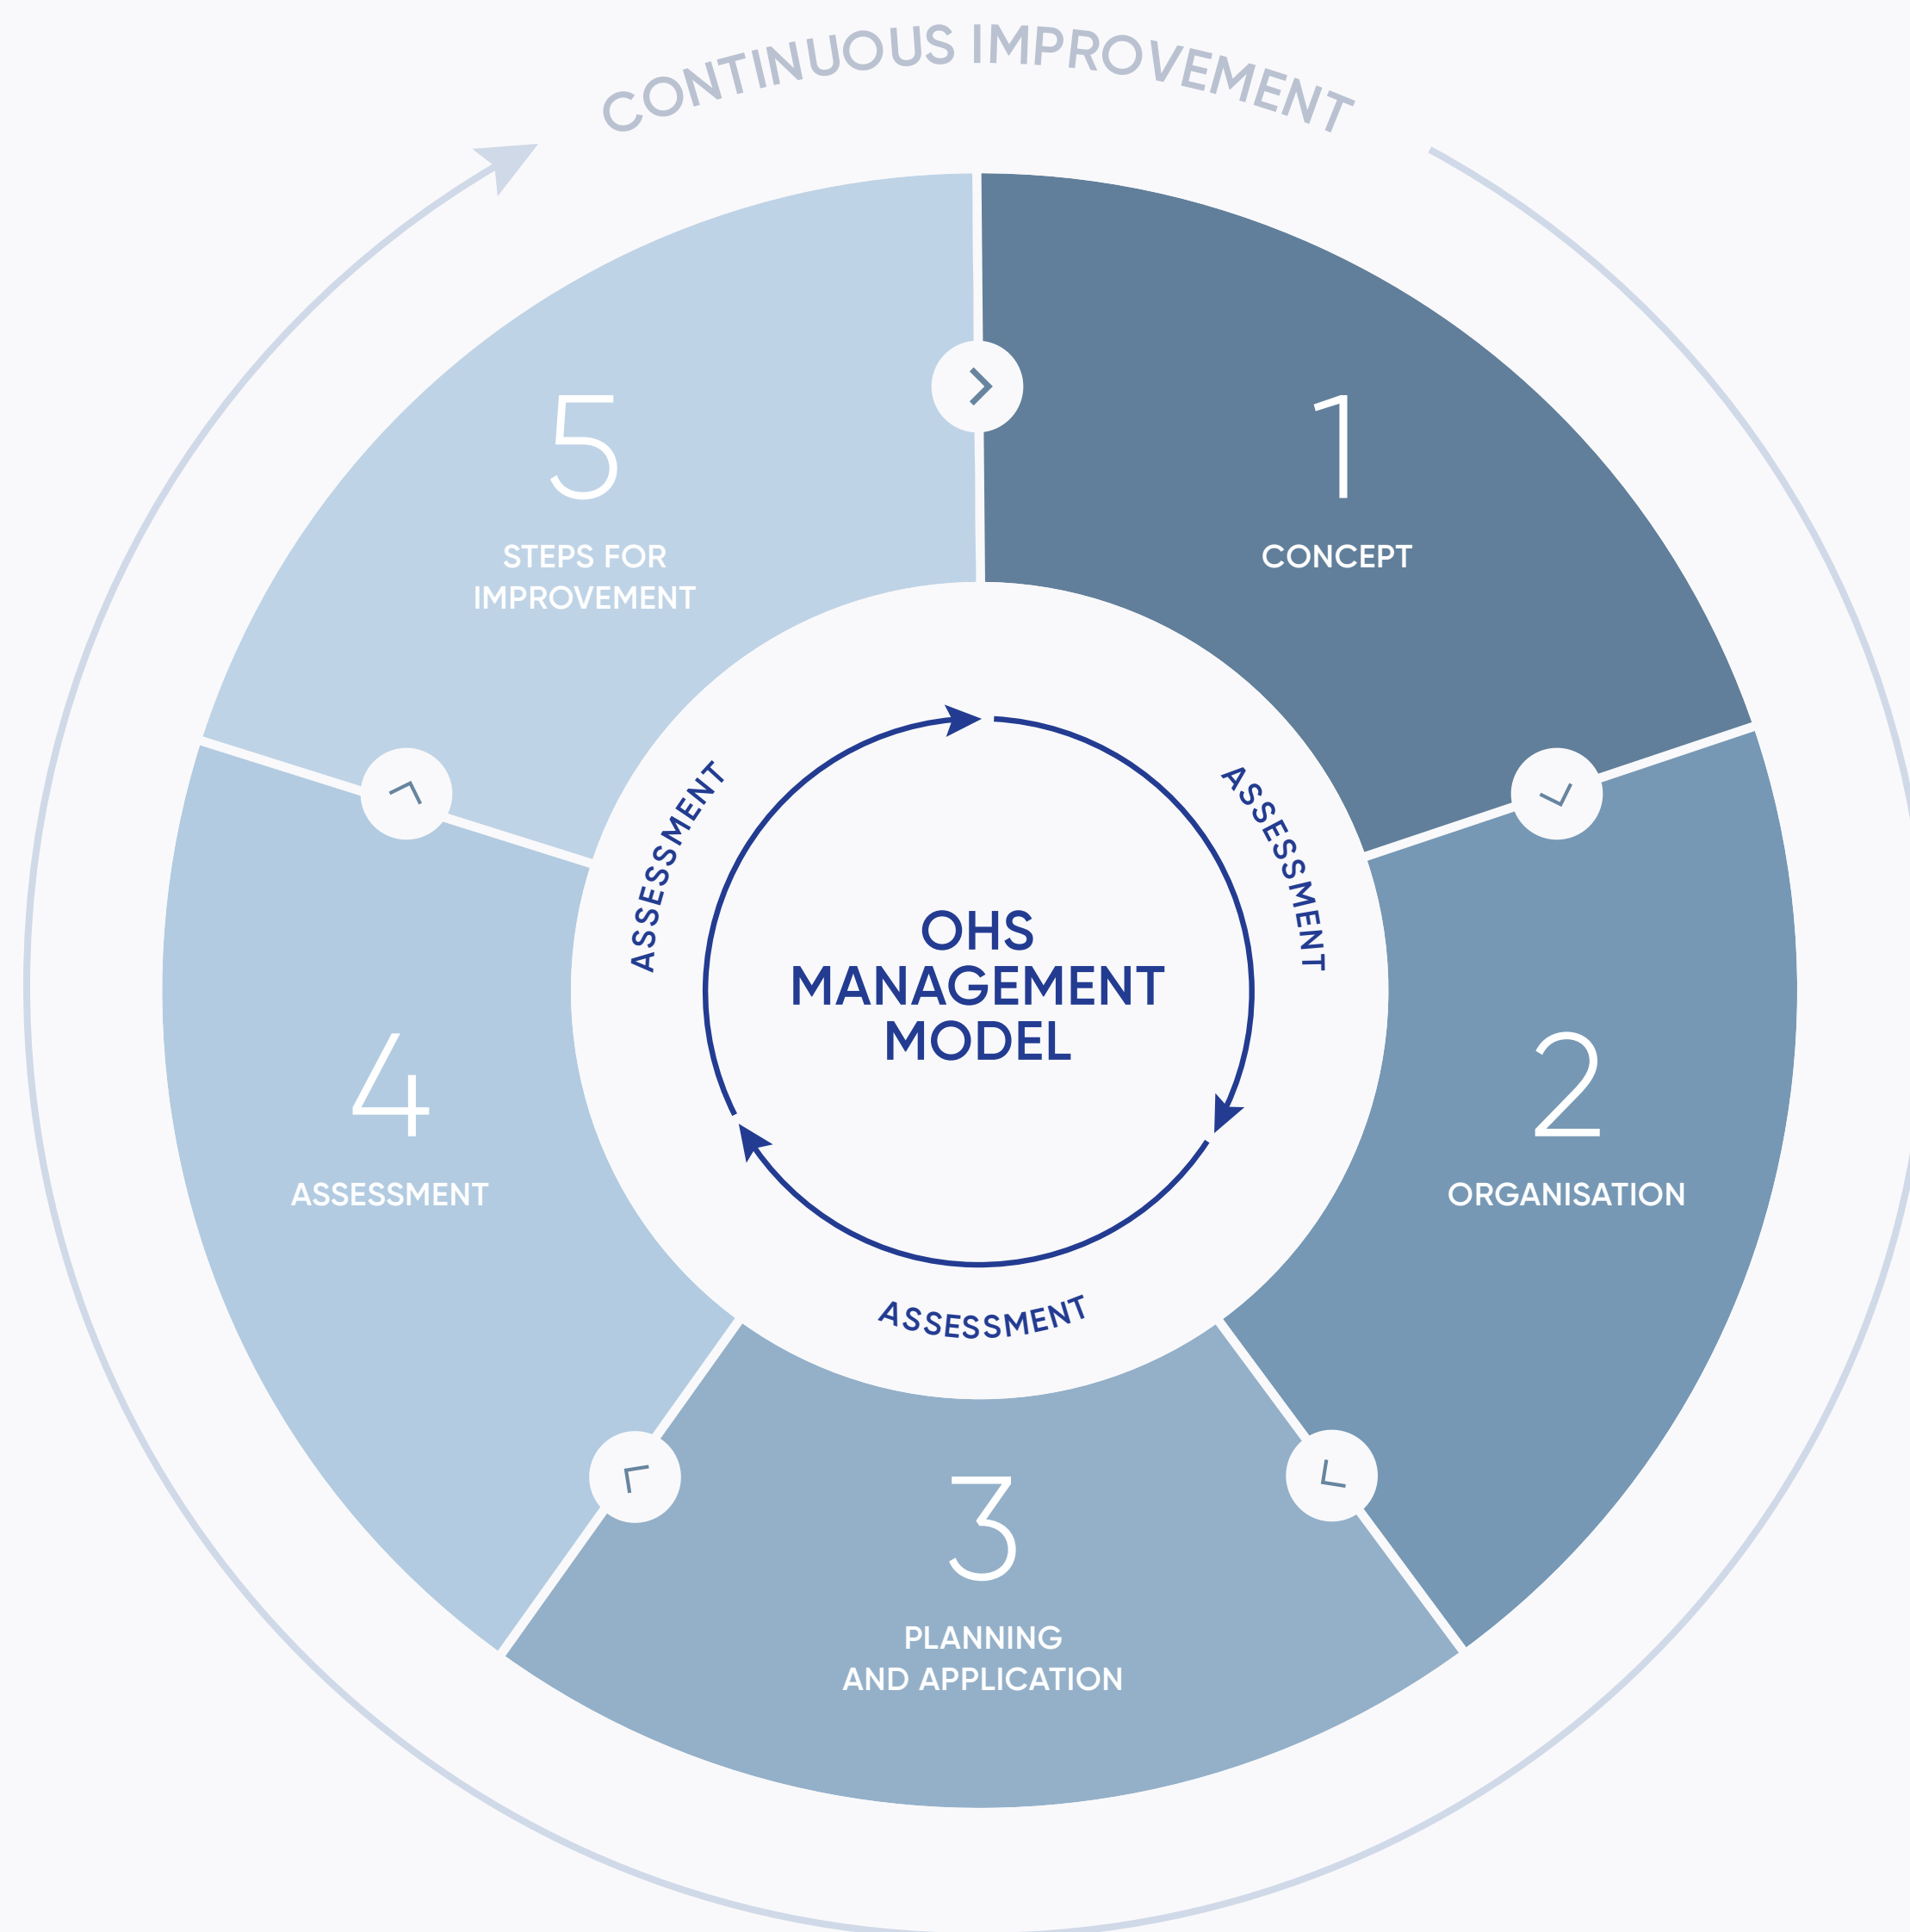 CONTINUOUS IMPROVEMENT
5
STEPS FOR
IMPROVEMENT
1
CONCEPT
ASSESSMENT
ASSESSMENT
OHS
MANAGEMENT
MODEL
4
ASSESSMENT
2
ORGANISATION
ASSESSMENT
3
PLANNING
AND APPLICATION